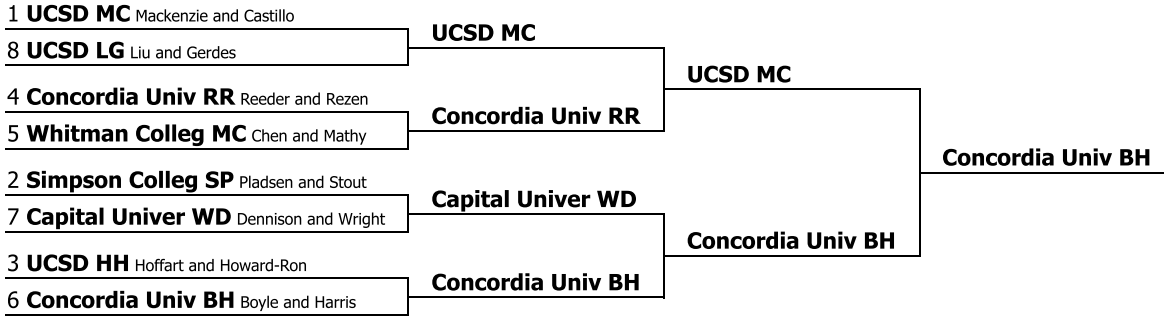 1 UCSD MC Mackenzie and Castillo
8 UCSD LG Liu and Gerdes
4 Concordia Univ RR Reeder and Rezen
5 Whitman Colleg MC Chen and Mathy
2 Simpson Colleg SP Pladsen and Stout
7 Capital Univer WD Dennison and Wright
3 UCSD HH Hoffart and Howard-Ron
6 Concordia Univ BH Boyle and Harris
UCSD MC
Concordia Univ RR
Capital Univer WD
Concordia Univ BH
UCSD MC
Concordia Univ BH
Concordia Univ BH